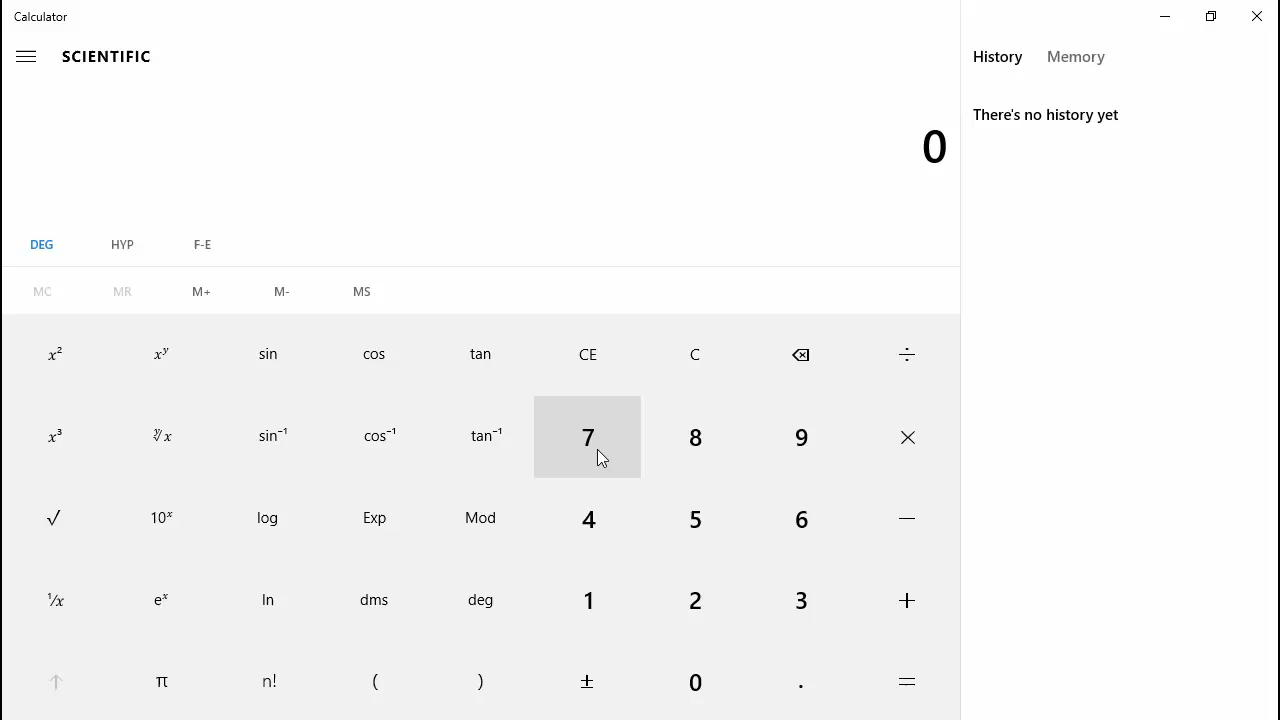 Calculator
SCIENTIFIC
History Memory
There's no history yet
0
DEG HYP F-E
MC MR M+ M- MS
x² xʸ sin cos tan CE C ÷
x³ ʸ√x sin⁻¹ cos⁻¹ tan⁻¹ 7 8 9 ×
√ 10ˣ log Exp Mod 4 5 6 −
¹/x eˣ ln dms deg 1 2 3 +
↑ π n! ( ) ± 0 . =